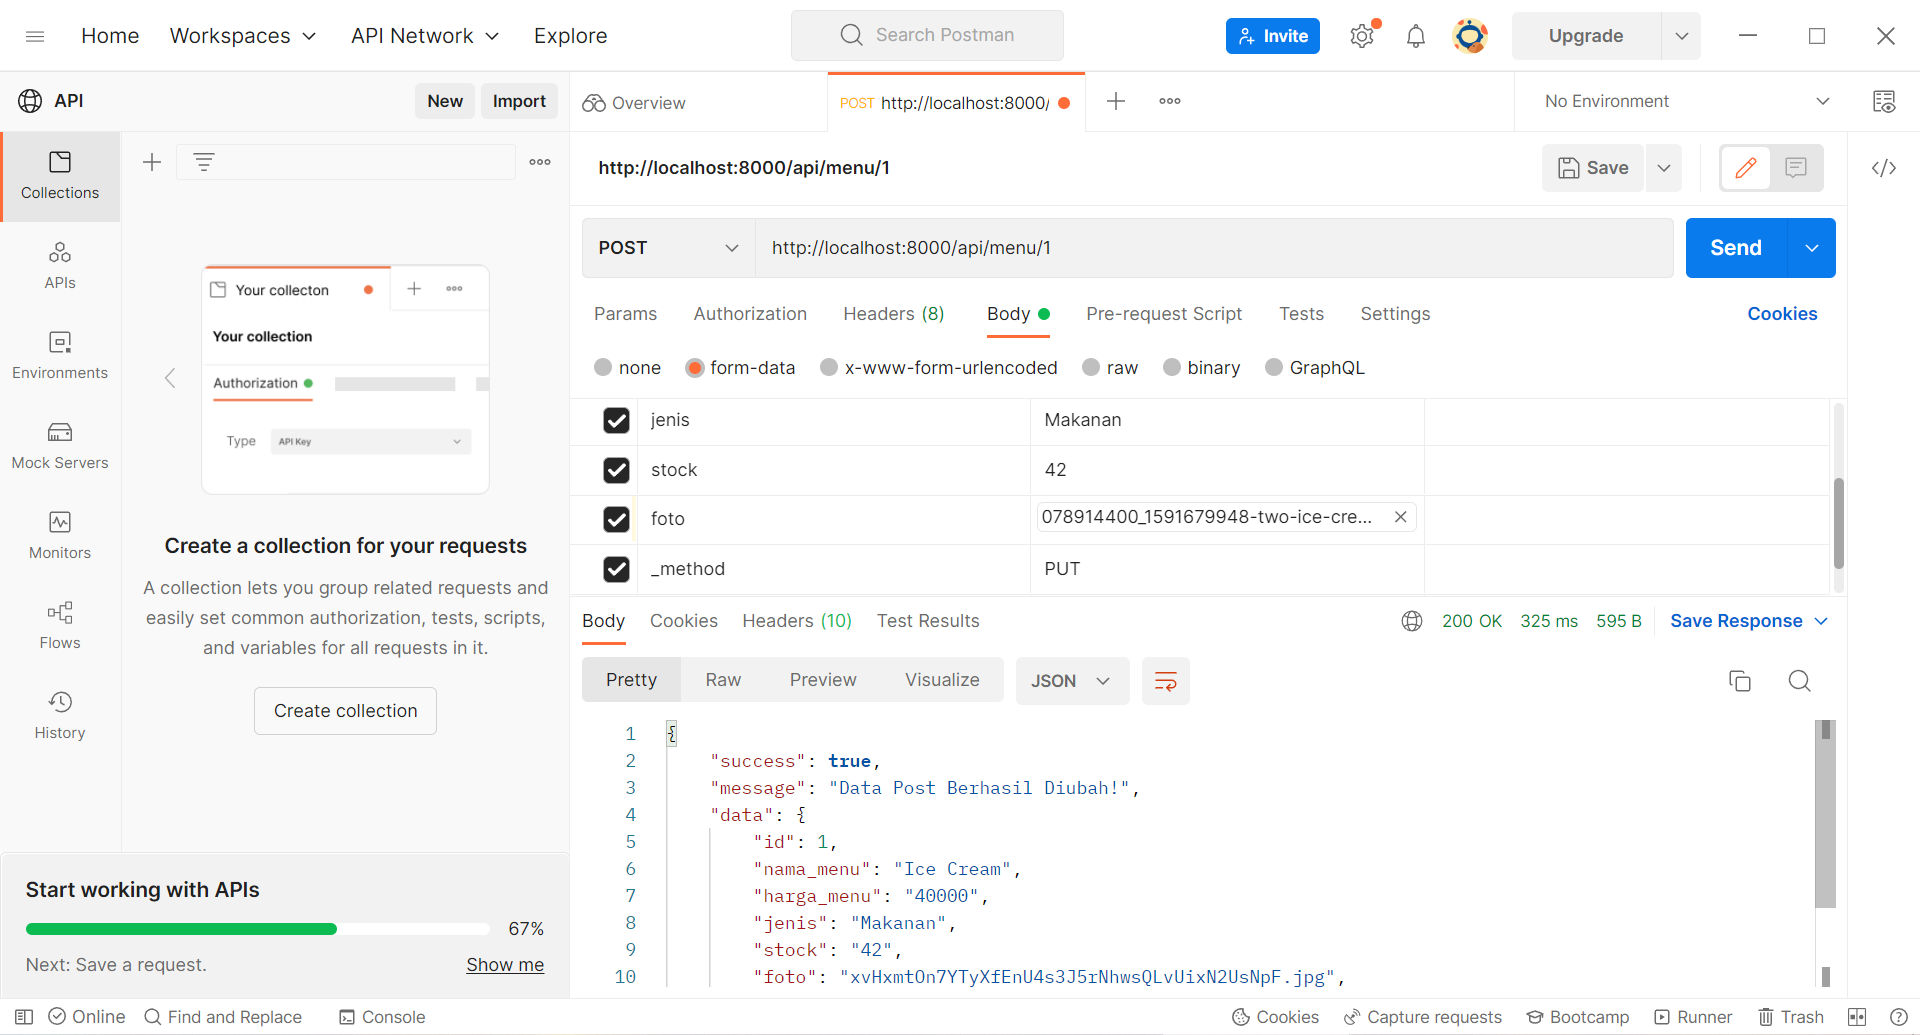 Home Workspaces API Network Explore Search Postman Invite Upgrade
API New Import Overview POST http://localhost:8000/ No Environment
Collections
APIs
Environments
Mock Servers
Monitors
Flows
History
Your collecton
Your collection
Authorization
Type API Key
Create a collection for your requests
A collection lets you group related requests and
easily set common authorization, tests, scripts,
and variables for all requests in it.
Create collection
Start working with APIs
67%
Next: Save a request. Show me
http://localhost:8000/api/menu/1 Save
POST http://localhost:8000/api/menu/1 Send
Params Authorization Headers (8) Body Pre-request Script Tests Settings Cookies
none form-data x-www-form-urlencoded raw binary GraphQL
jenis Makanan
stock 42
foto 078914400_1591679948-two-ice-cre...
_method PUT
Body Cookies Headers (10) Test Results 200 OK 325 ms 595 B Save Response
Pretty Raw Preview Visualize JSON
1 {
2 "success": true,
3 "message": "Data Post Berhasil Diubah!",
4 "data": {
5 "id": 1,
6 "nama_menu": "Ice Cream",
7 "harga_menu": "40000",
8 "jenis": "Makanan",
9 "stock": "42",
10 "foto": "xvHxmtOn7YTyXfEnU4s3J5rNhwsQLvUixN2UsNpF.jpg",
Online Find and Replace Console Cookies Capture requests Bootcamp Runner Trash